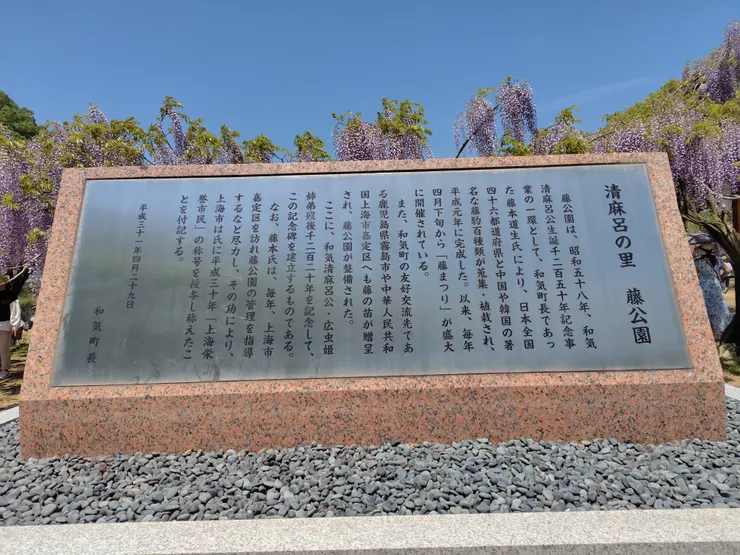 清麻呂の里　藤公園
藤公園は、昭和五十八年、和気
清麻呂公生誕千二百五十年記念事
業の一環として、和気町長であっ
た藤本道生氏により、日本全国
四十六都道府県と中国や韓国の著
名な藤約百種類が蒐集・植栽され、
平成元年に完成した。以来、毎年
四月下旬から「藤まつり」が盛大
に開催されている。
また、和気町の友好交流先であ
る鹿児島県霧島市や中華人民共和
国上海市嘉定区へも藤の苗が贈呈
され、藤公園が整備された。
ここに、和気清麻呂公・広虫姫
姉弟歿後千二百二十年を記念して、
この記念碑を建立するものである。
なお、藤本氏は、毎年、上海市
嘉定区を訪れ藤公園の管理を指導
するなど尽力し、その功により、
上海市は氏に平成三十年「上海栄
誉市民」の称号を授与し称えたこ
とを付記する。
平成三十一年四月二十九日
和気町長